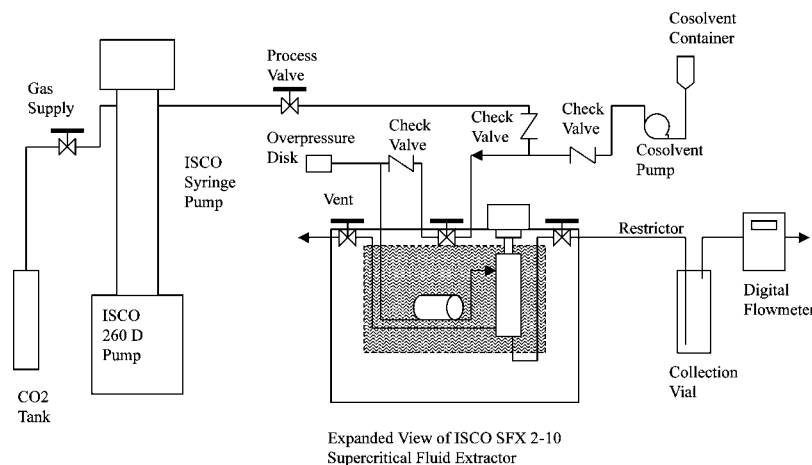 Cosolvent
Container
Process
Valve
Gas
Supply
Check
Valve
Check
Valve
Check
Valve
Overpressure
Disk
Cosolvent
Pump
ISCO
Syringe
Pump
Vent
Restrictor
Digital
Flowmeter
ISCO
260 D
Pump
Collection
Vial
CO2
Tank
Expanded View of ISCO SFX 2-10
Supercritical Fluid Extractor